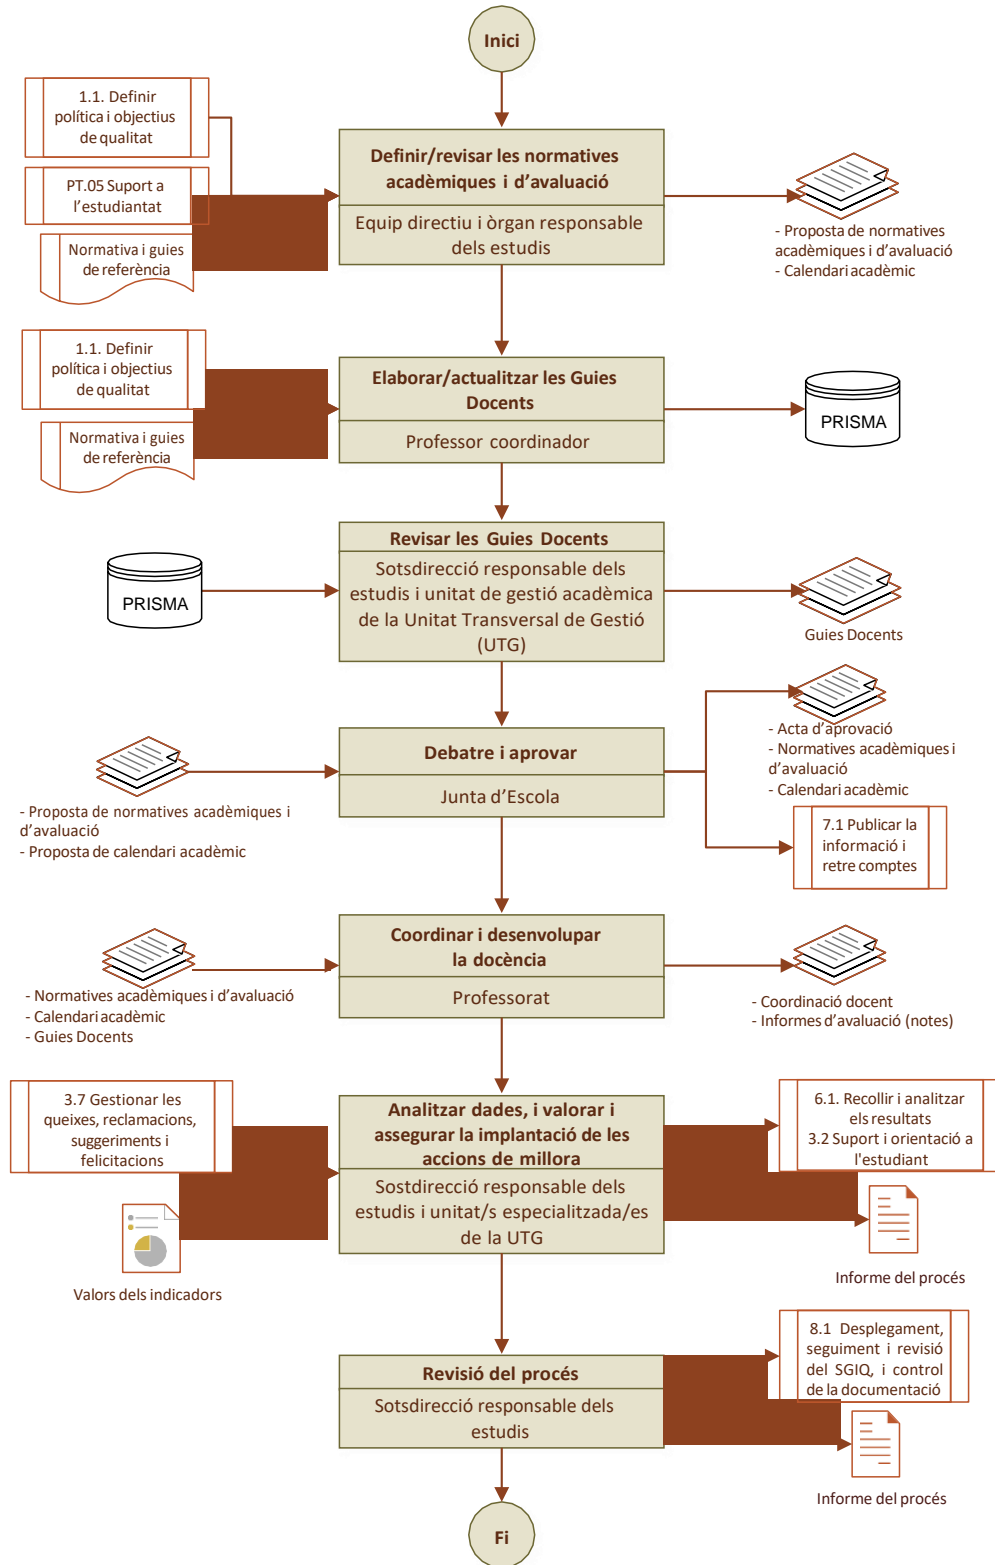 Inici
1.1. Definir
política i objectius
de qualitat
PT.05 Suport a
l'estudiantat
Normativa i guies
de referència
Definir/revisar les normatives
acadèmiques i d'avaluació
Equip directiu i òrgan responsable
dels estudis
- Proposta de normatives
acadèmiques i d'avaluació
- Calendari acadèmic
1.1. Definir
política i objectius
de qualitat
Normativa i guies
de referència
Elaborar/actualitzar les Guies
Docents
Professor coordinador
PRISMA
PRISMA
Revisar les Guies Docents
Sotsdirecció responsable dels
estudis i unitat de gestió acadèmica
de la Unitat Transversal de Gestió
(UTG)
Guies Docents
- Proposta de normatives acadèmiques i
d'avaluació
- Proposta de calendari acadèmic
Debatre i aprovar
Junta d'Escola
- Acta d'aprovació
- Normatives acadèmiques i
d'avaluació
- Calendari acadèmic
7.1 Publicar la
informació i
retre comptes
- Normatives acadèmiques i d'avaluació
- Calendari acadèmic
- Guies Docents
Coordinar i desenvolupar
la docència
Professorat
- Coordinació docent
- Informes d'avaluació (notes)
3.7 Gestionar les
queixes, reclamacions,
suggeriments i
felicitacions
Valors dels indicadors
Analitzar dades, i valorar i
assegurar la implantació de les
accions de millora
Sostdirecció responsable dels
estudis i unitat/s especialitzada/es
de la UTG
6.1. Recollir i analitzar
els resultats
3.2 Suport i orientació a
l'estudiant
Informe del procés
Revisió del procés
Sotsdirecció responsable dels
estudis
8.1 Desplegament,
seguiment i revisió
del SGIQ, i control
de la documentació
Informe del procés
Fi